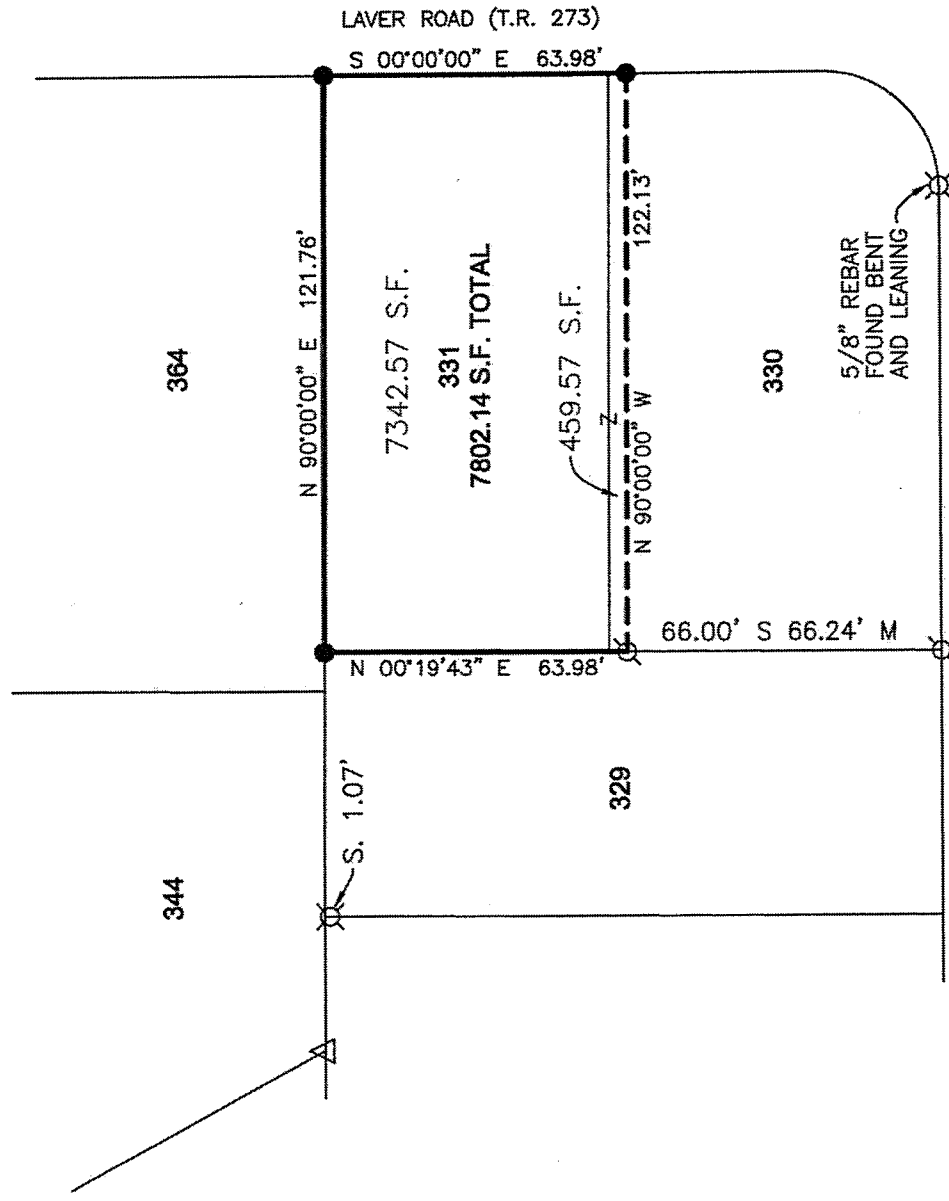 LAVER ROAD (T.R. 273)
S 00°00'00" E 63.98'
364
N 90°00'00" E 121.76'
7342.57 S.F.
331
7802.14 S.F. TOTAL
459.57 S.F.
Z
122.13'
N 90°00'00" W
330
5/8" REBAR
FOUND BENT
AND LEANING
N 00°19'43" E 63.98'
66.00' S 66.24' M
S. 1.07'
329
344